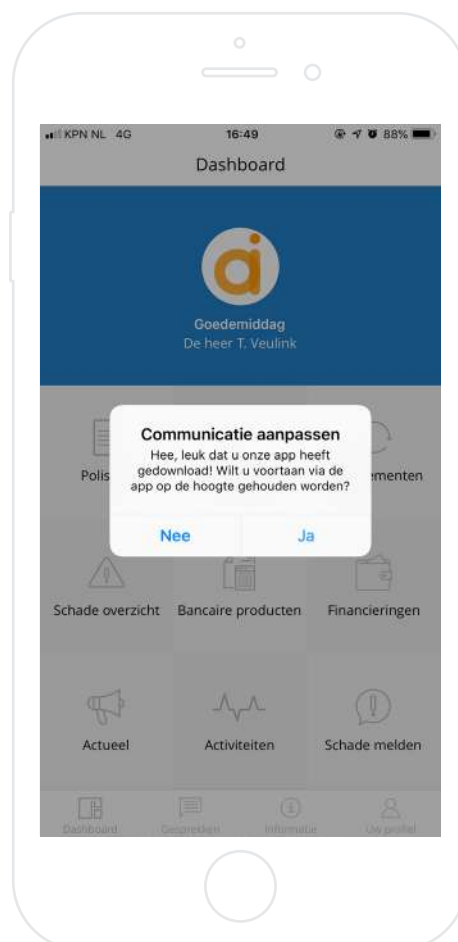 KPN NL 4G 16:49 88%
Dashboard
Goedemiddag
De heer T. Veulink
Communicatie aanpassen
Hee, leuk dat u onze app heeft
gedownload! Wilt u voortaan via de
app op de hoogte gehouden worden?
Nee Ja
Polis
ementen
Schade overzicht Bancaire producten Financieringen
Actueel Activiteiten Schade melden
Dashboard Gesprekken Informatie Uw profiel